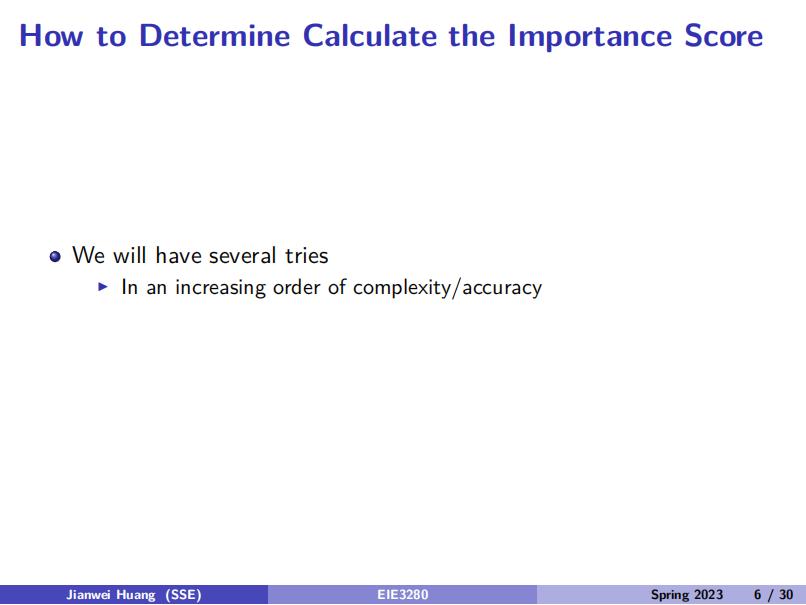 How to Determine Calculate the Importance Score
We will have several tries
In an increasing order of complexity/accuracy
Jianwei Huang (SSE) EIE3280 Spring 2023 6 / 30